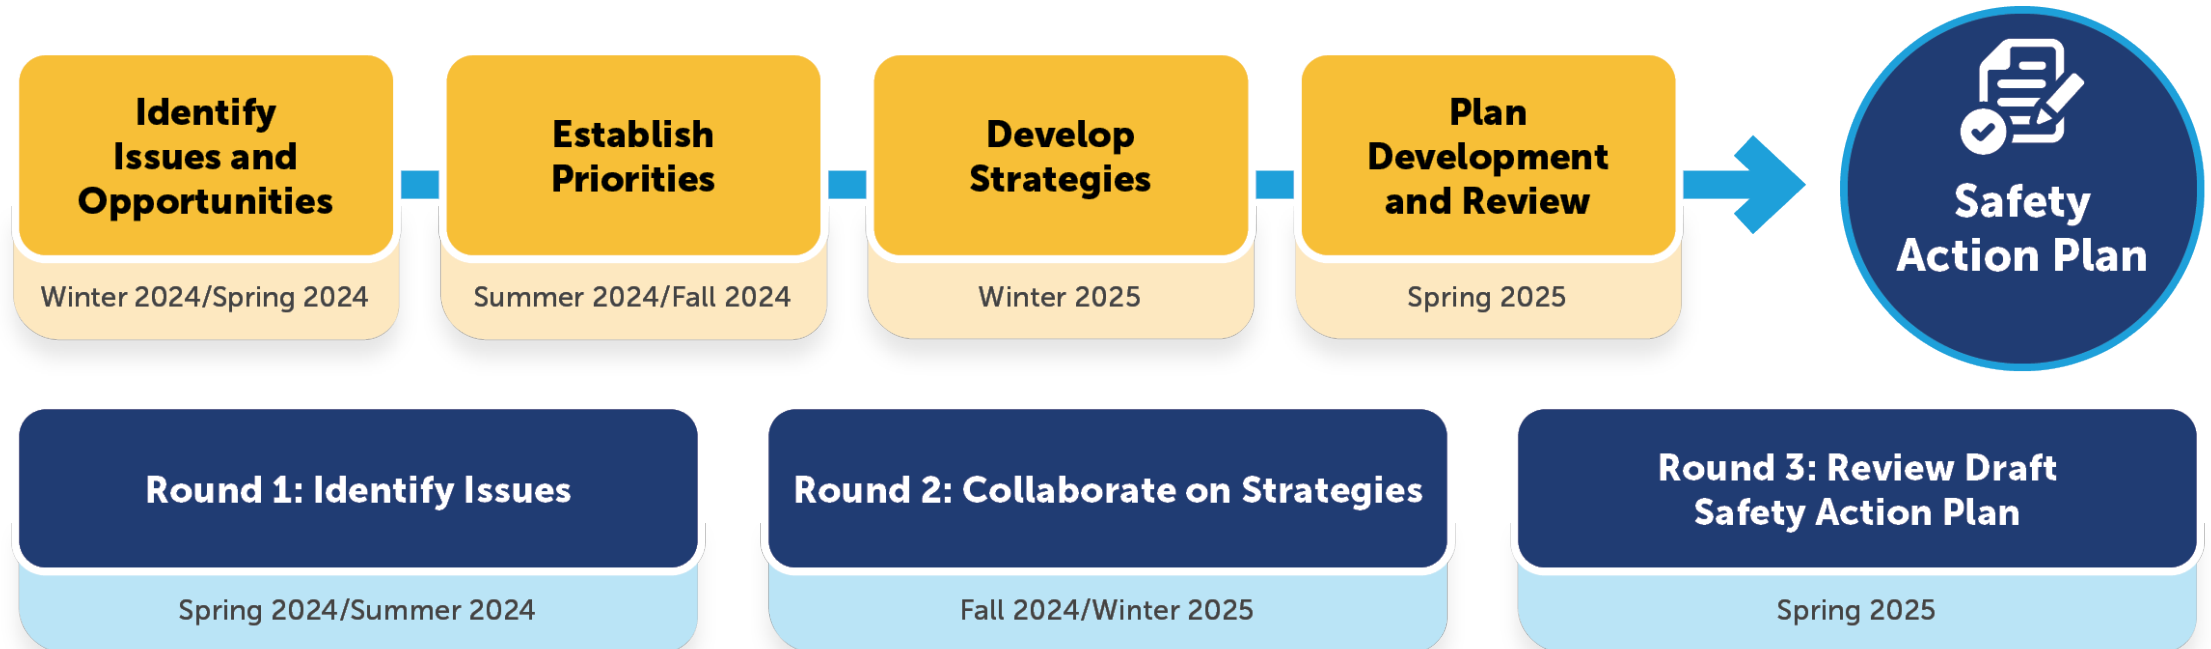 Identify
Issues and
Opportunities
Winter 2024/Spring 2024
Establish
Priorities
Summer 2024/Fall 2024
Develop
Strategies
Winter 2025
Plan
Development
and Review
Spring 2025
Safety
Action Plan
Round 1: Identify Issues
Spring 2024/Summer 2024
Round 2: Collaborate on Strategies
Fall 2024/Winter 2025
Round 3: Review Draft
Safety Action Plan
Spring 2025